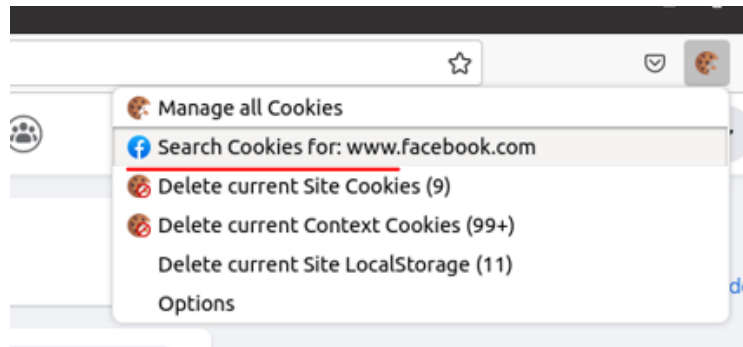 Manage all Cookies
Search Cookies for: www.facebook.com
Delete current Site Cookies (9)
Delete current Context Cookies (99+)
Delete current Site LocalStorage (11)
Options